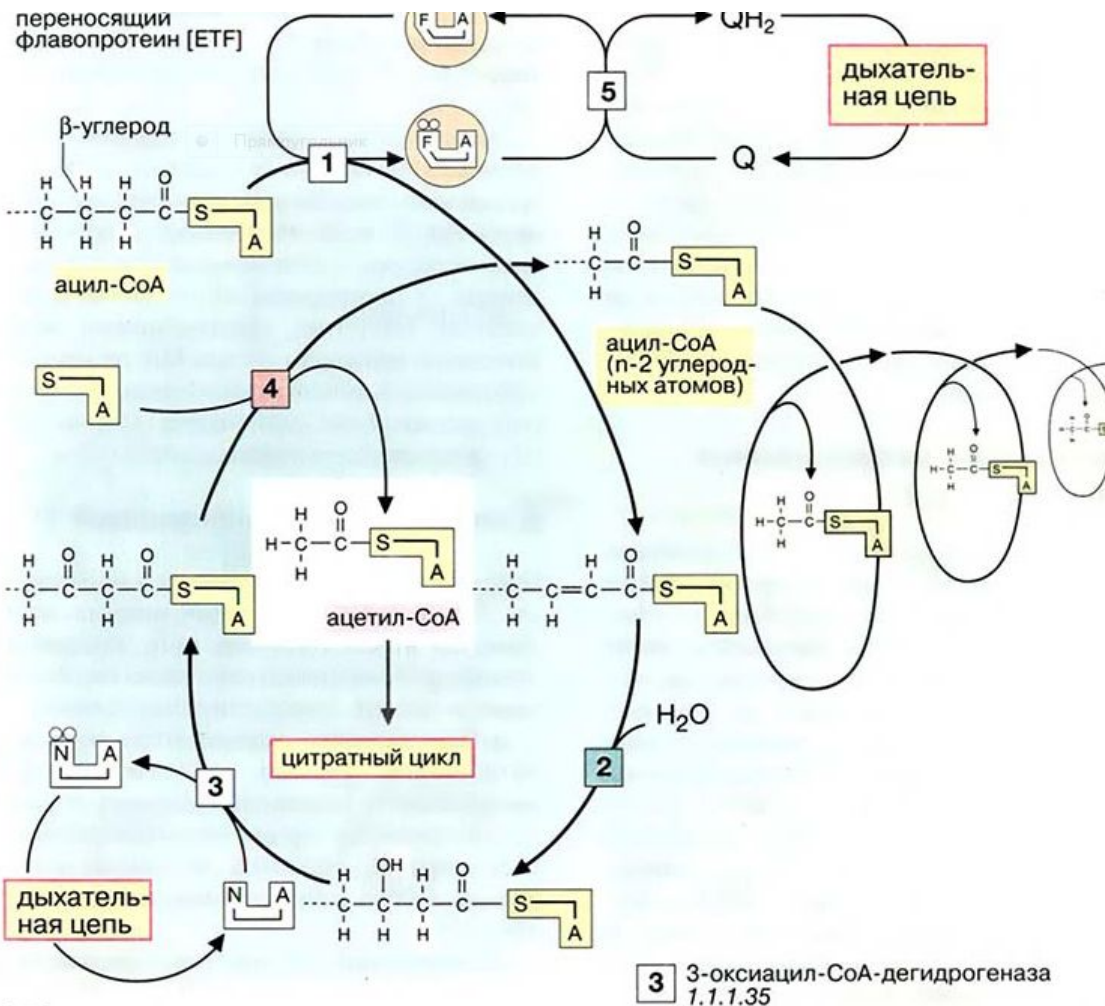 переносящий
флавопротеин [ETF]
F A
QH₂
дыхатель-
ная цепь
5
β-углерод
Прямоугольник
F A
Q
1
H H H O
C C C C S
H H H A
ацил-CoA
H O
C C S
H A
ацил-CoA
(n-2 углерод-
ных атомов)
S
A
4
H O
H C C S
H A
ацетил-CoA
H O H O
C C C C S
H H A
H H H O
C C C C S
H A
H O
H C C S
H A
H O
H C C S
H A
H₂O
цитратный цикл
2
N A
3
дыхатель-
ная цепь
N A
H OH H O
C C C C S
H H H A
3 3-оксиацил-CoA-дегидрогеназа
1.1.1.35